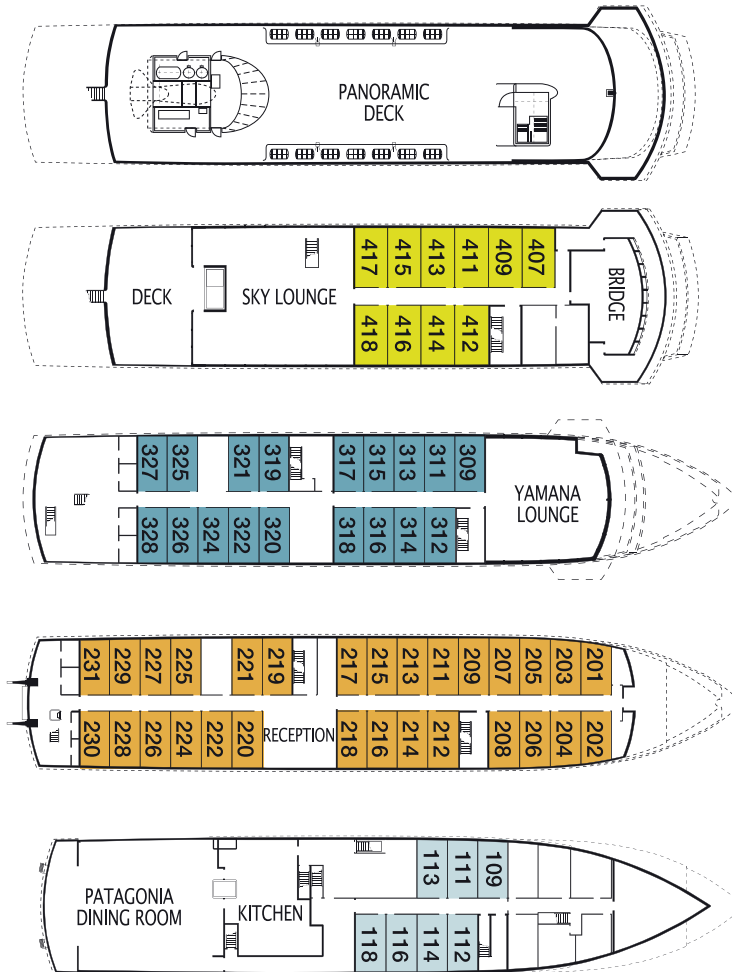 PANORAMIC
DECK
417 415 413 411 409 407
DECK
SKY LOUNGE
BRIDGE
418 416 414 412
327 325 321 319 317 315 313 311 309
YAMANA
LOUNGE
328 326 324 322 320 318 316 314 312
231 229 227 225 221 219 217 215 213 211 209 207 205 203 201
RECEPTION
230 228 226 224 222 220 218 216 214 212 208 206 204 202
113 111 109
PATAGONIA
DINING ROOM
KITCHEN
118 116 114 112